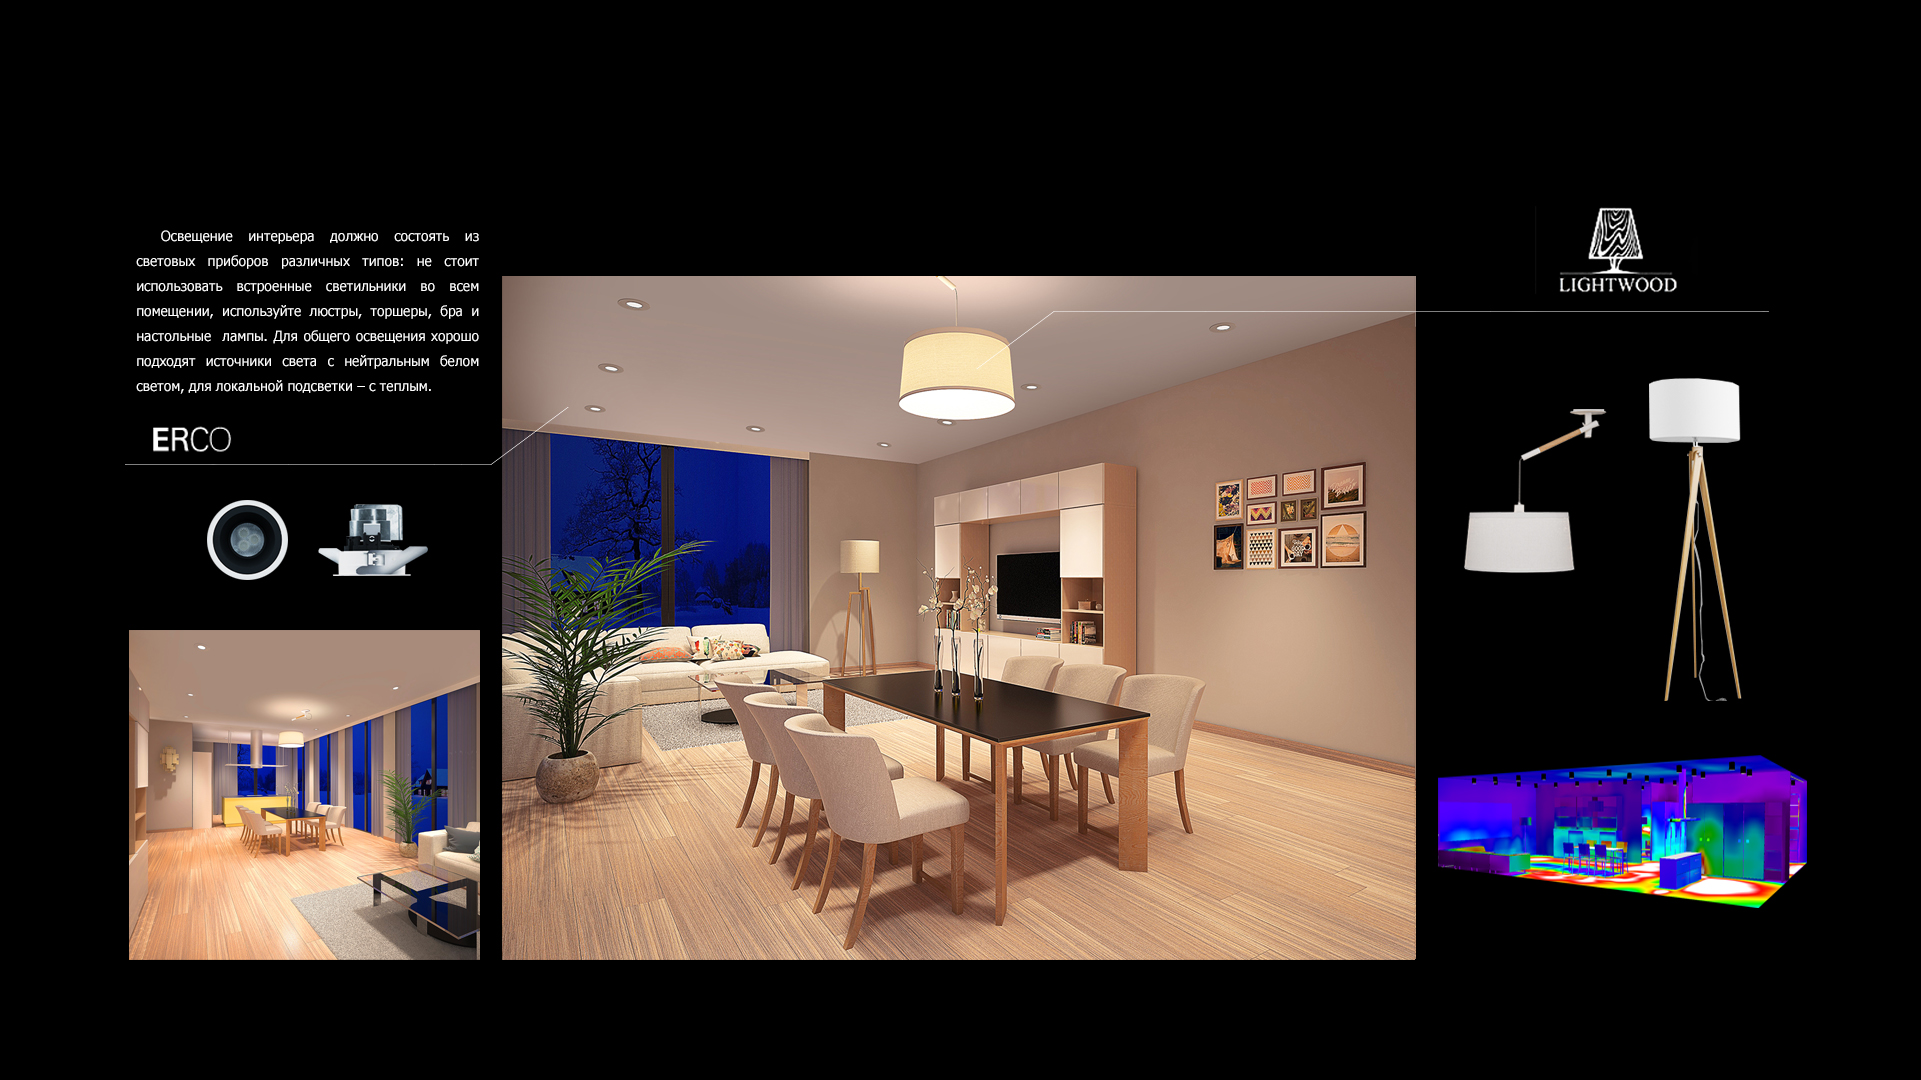 Освещение интерьера должно состоять из
световых приборов различных типов: не стоит
использовать встроенные светильники во всем
помещении, используйте люстры, торшеры, бра и
настольные лампы. Для общего освещения хорошо
подходят источники света с нейтральным белом
светом, для локальной подсветки – с теплым.
ERCO
LIGHTWOOD